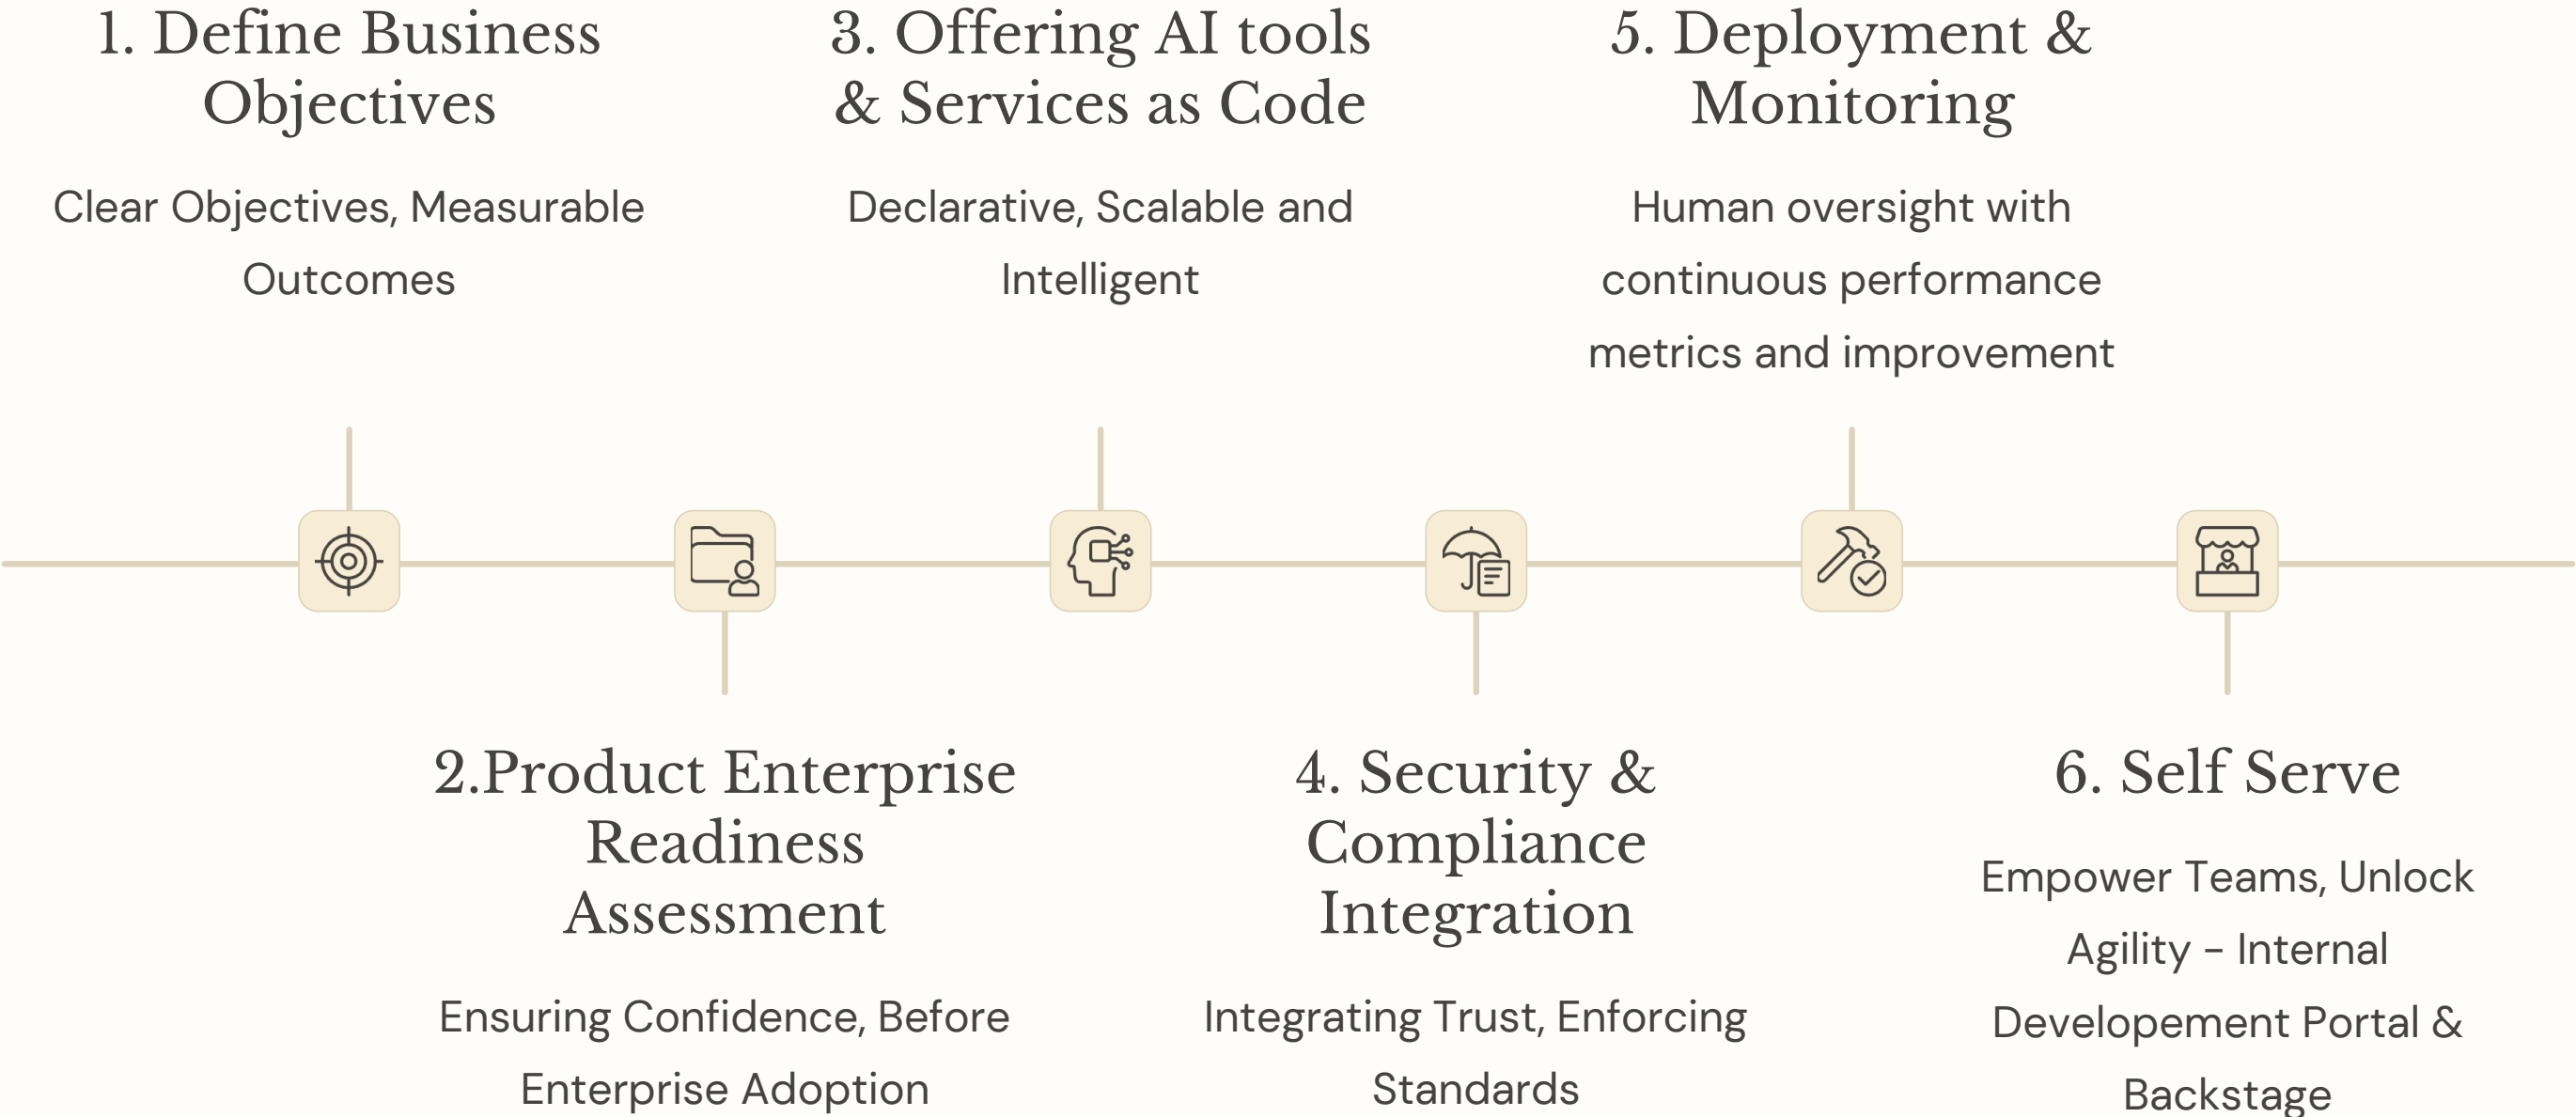 1. Define Business
Objectives
Clear Objectives, Measurable
Outcomes
2.Product Enterprise
Readiness
Assessment
Ensuring Confidence, Before
Enterprise Adoption
3. Offering AI tools
& Services as Code
Declarative, Scalable and
Intelligent
4. Security &
Compliance
Integration
Integrating Trust, Enforcing
Standards
5. Deployment &
Monitoring
Human oversight with
continuous performance
metrics and improvement
6. Self Serve
Empower Teams, Unlock
Agility - Internal
Developement Portal &
Backstage